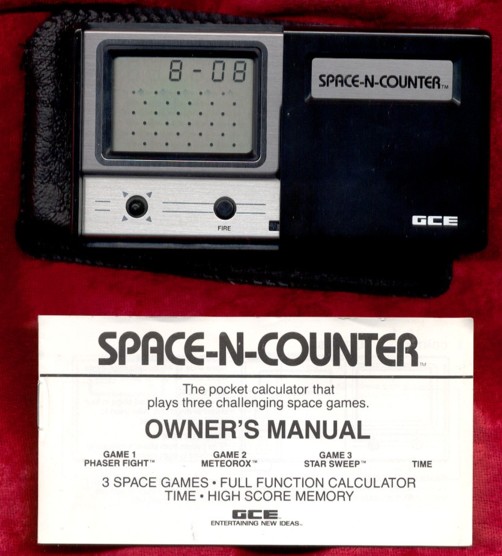 8-08
SPACE-N-COUNTER™
FIRE
GCE
SPACE-N-COUNTER™
The pocket calculator that
plays three challenging space games.
OWNER'S MANUAL
GAME 1 GAME 2 GAME 3
PHASER FIGHT™ METEOROX™ STAR SWEEP™ TIME
3 SPACE GAMES • FULL FUNCTION CALCULATOR
TIME • HIGH SCORE MEMORY
GCE
ENTERTAINING NEW IDEAS™